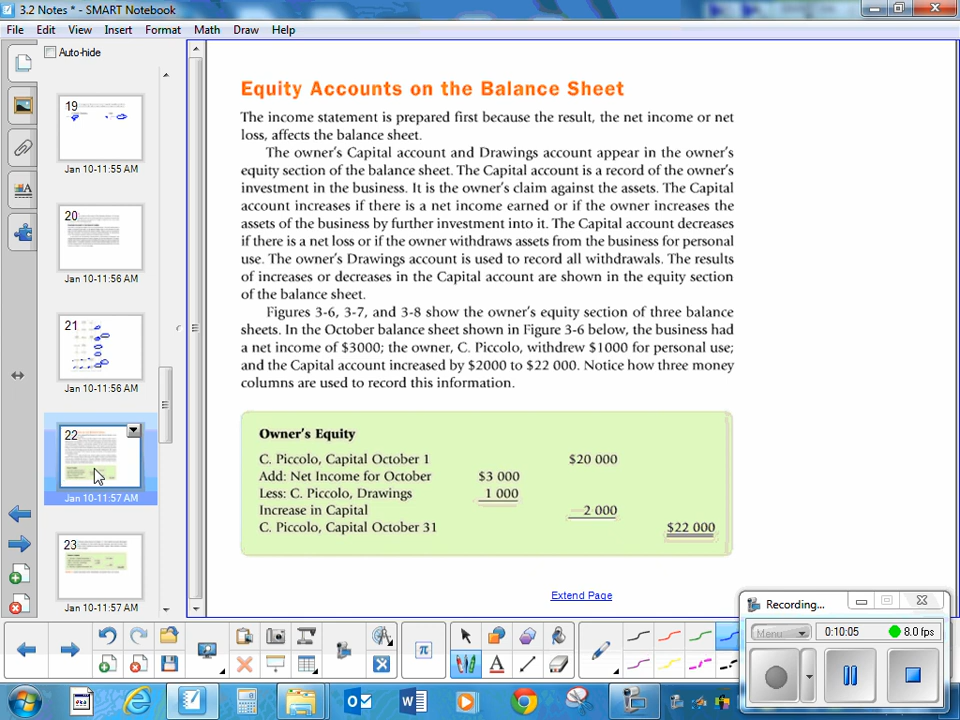 3.2 Notes * - SMART Notebook
File Edit View Insert Format Math Draw Help
Auto-hide
19
Jan 10-11:55 AM
20
Jan 10-11:56 AM
21
Jan 10-11:56 AM
22
Jan 10-11:57 AM
23
Jan 10-11:57 AM
Equity Accounts on the Balance Sheet
The income statement is prepared first because the result, the net income or net
loss, affects the balance sheet.
The owner's Capital account and Drawings account appear in the owner's
equity section of the balance sheet. The Capital account is a record of the owner's
investment in the business. It is the owner's claim against the assets. The Capital
account increases if there is a net income earned or if the owner increases the
assets of the business by further investment into it. The Capital account decreases
if there is a net loss or if the owner withdraws assets from the business for personal
use. The owner's Drawings account is used to record all withdrawals. The results
of increases or decreases in the Capital account are shown in the equity section
of the balance sheet.
Figures 3-6, 3-7, and 3-8 show the owner's equity section of three balance
sheets. In the October balance sheet shown in Figure 3-6 below, the business had
a net income of $3000; the owner, C. Piccolo, withdrew $1000 for personal use;
and the Capital account increased by $2000 to $22 000. Notice how three money
columns are used to record this information.
Owner's Equity
C. Piccolo, Capital October 1 $20 000
Add: Net Income for October $3 000
Less: C. Piccolo, Drawings 1 000
Increase in Capital 2 000
C. Piccolo, Capital October 31 $22 000
Extend Page
Recording...
Menu 0:10:05 8.0 fps